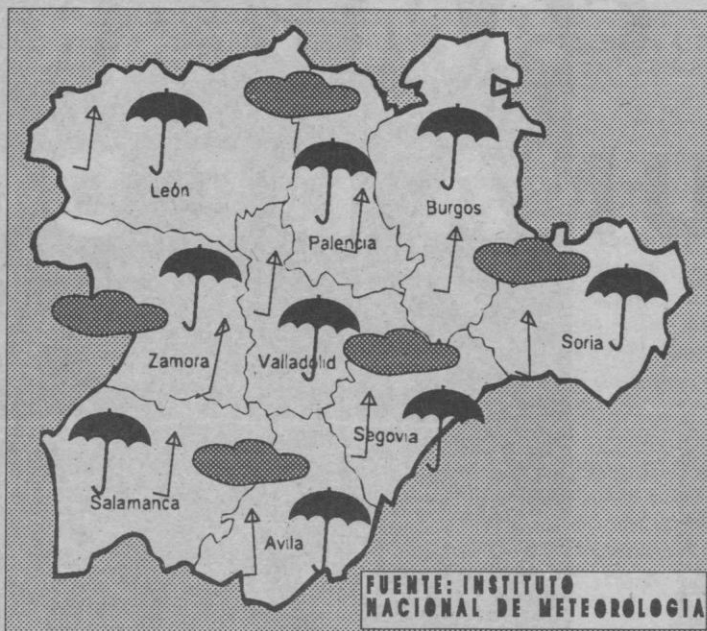 León
Burgos
Palencia
Soria
Zamora
Valladolid
Segovia
Salamanca
Avila
FUENTE: INSTITUTO
NACIONAL DE METEOROLOGIA